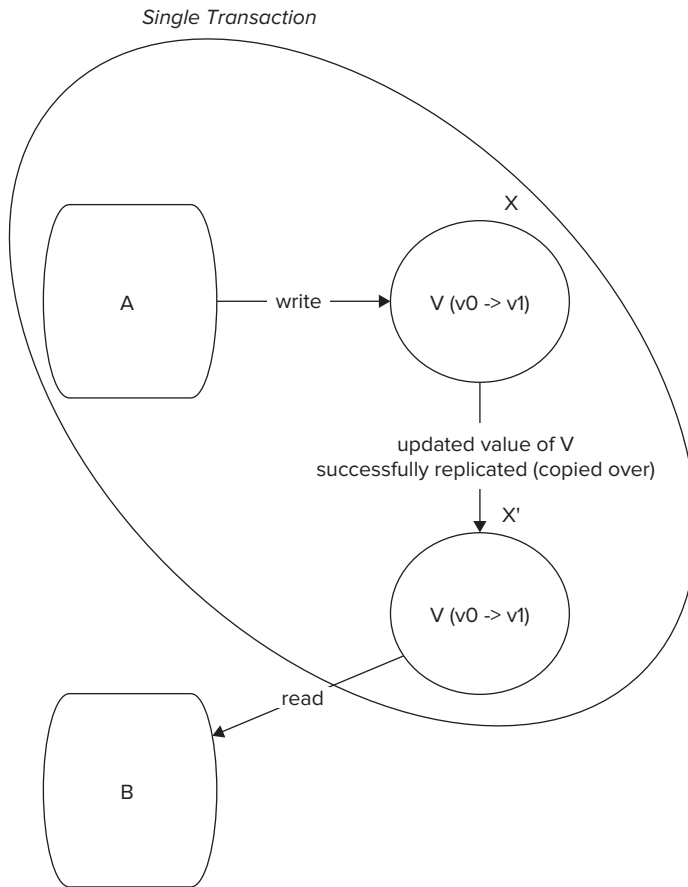 Single Transaction
X
A
write
V (v0 -> v1)
updated value of V
successfully replicated (copied over)
X'
V (v0 -> v1)
read
B